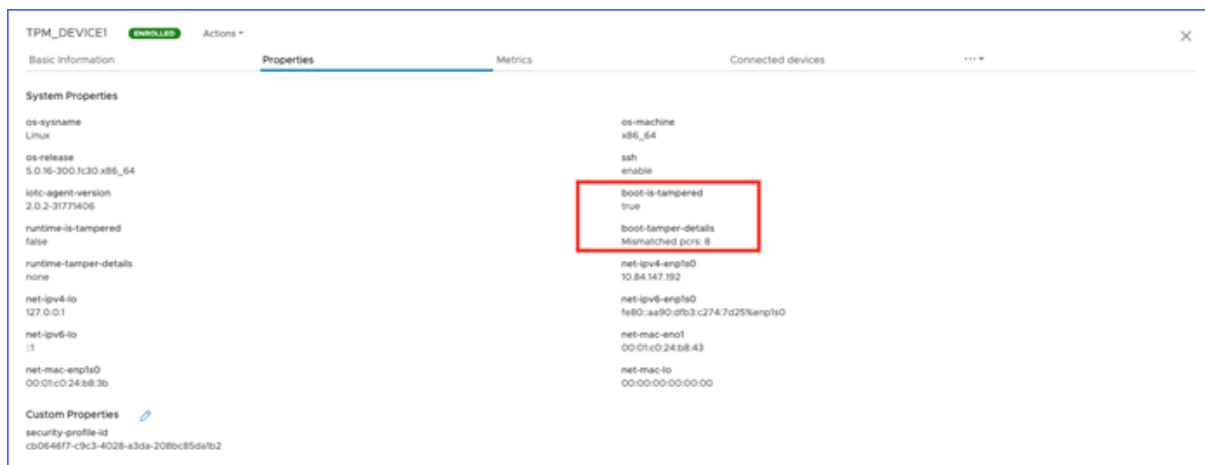 TPM_DEVICE1 ENROLLED Actions
Basic Information Properties Metrics Connected devices ...
System Properties
os-sysname
Linux
os-machine
x86_64
os-release
5.0.16-300.fc30.x86_64
ssh
enable
iotc-agent-version
2.0.2-31771406
boot-is-tampered
true
runtime-is-tampered
false
boot-tamper-details
Mismatched pcrs: 8
runtime-tamper-details
none
net-ipv4-enp1s0
10.84.147.192
net-ipv4-lo
127.0.0.1
net-ipv6-enp1s0
fe80::aa90:dfb3:c274:7d25%enp1s0
net-ipv6-lo
::1
net-mac-eno1
00:01:c0:24:b8:43
net-mac-enp1s0
00:01:c0:24:b8:3b
net-mac-lo
00:00:00:00:00:00
Custom Properties
security-profile-id
cb0646f7-c9c3-4028-a3da-208bc85da1b2